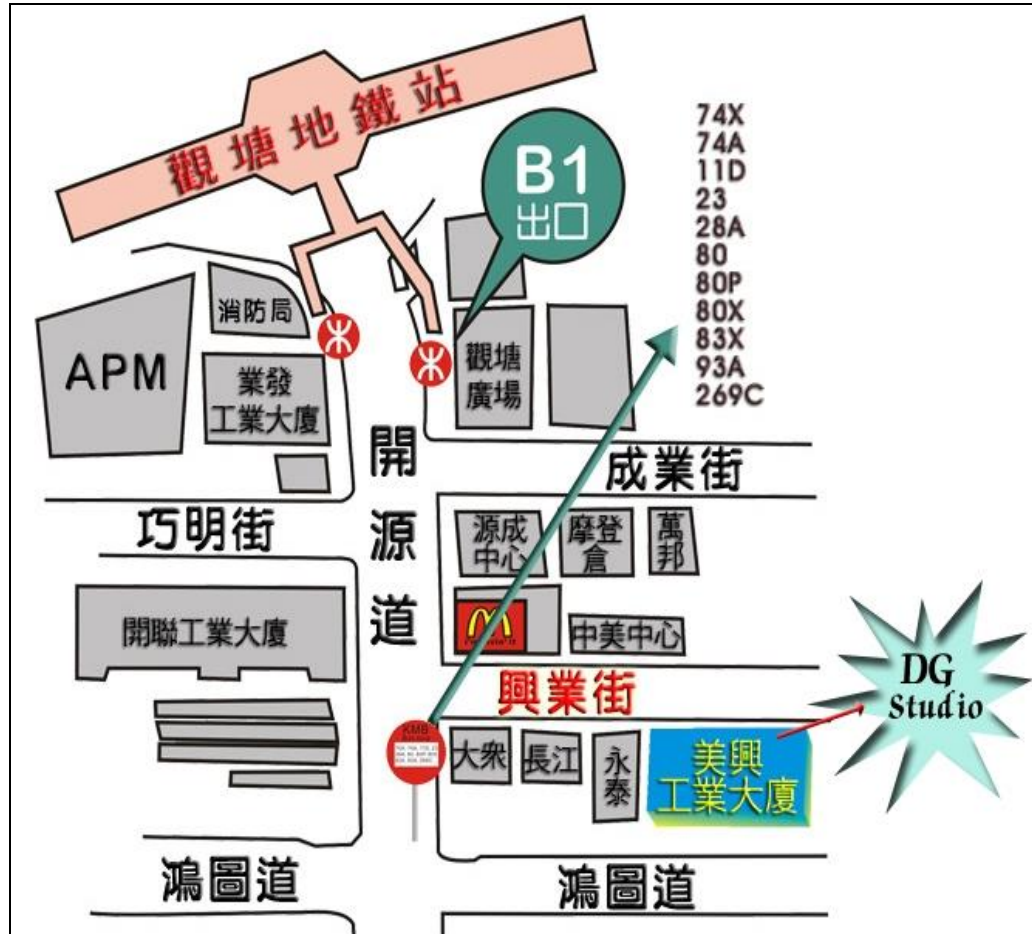 觀塘地鐵站
B1
出口
74X
74A
11D
23
28A
80
80P
80X
83X
93A
269C
消防局
APM
業發
工業大廈
觀塘
廣場
開源道
成業街
巧明街
源成
中心
摩登
倉
萬邦
開聯工業大廈
中美中心
興業街
DG
Studio
KMB
大眾
長江
永泰
美興
工業大廈
鴻圖道
鴻圖道